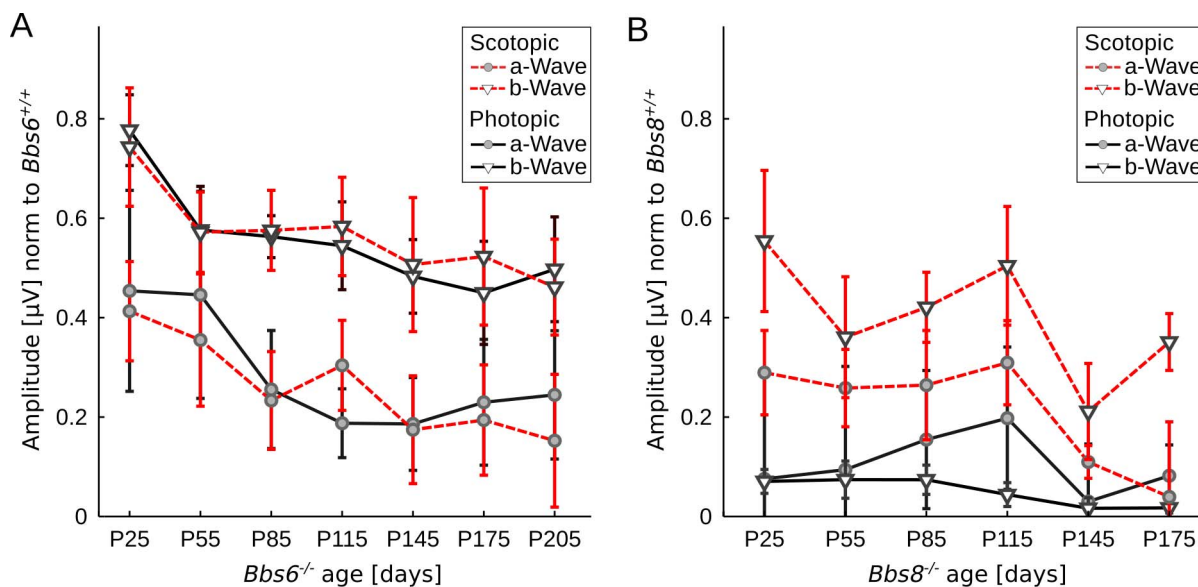 A
Amplitude [µV] norm to Bbs6+/+
0.8
0.6
0.4
0.2
0
P25 P55 P85 P115 P145 P175 P205
Bbs6-/- age [days]
Scotopic
a-Wave
b-Wave
Photopic
a-Wave
b-Wave
B
Amplitude [µV] norm to Bbs8+/+
0.8
0.6
0.4
0.2
0
P25 P55 P85 P115 P145 P175
Bbs8-/- age [days]
Scotopic
a-Wave
b-Wave
Photopic
a-Wave
b-Wave